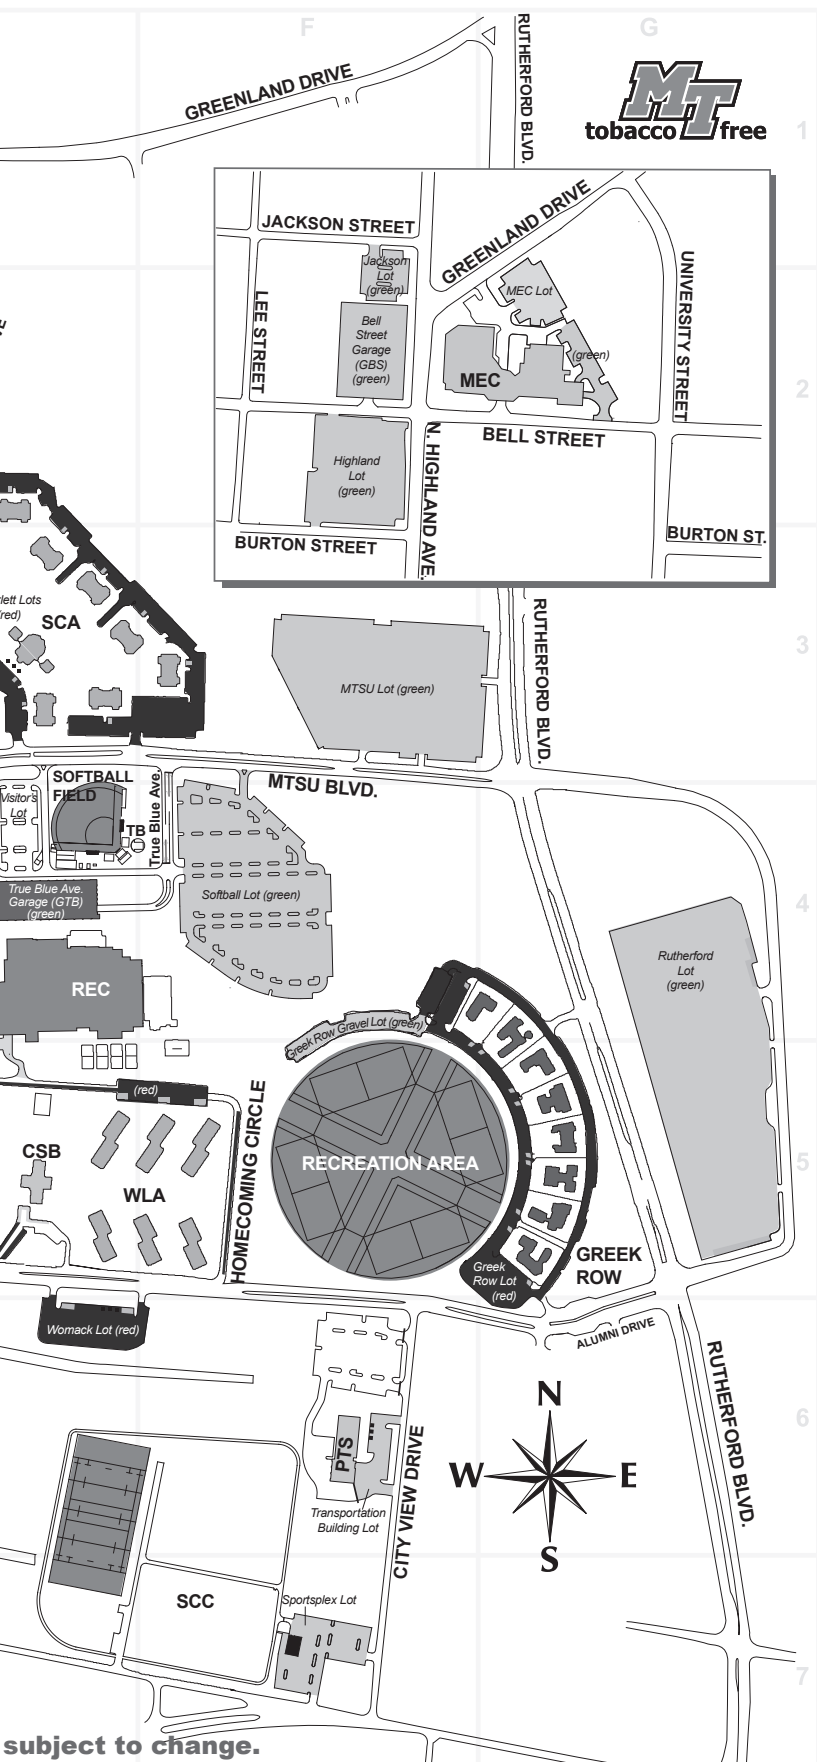 F
G
GREENLAND DRIVE
RUTHERFORD BLVD.
MT
tobacco free
1
JACKSON STREET
GREENLAND DRIVE
Jackson
Lot
(green)
MEC Lot
LEE STREET
UNIVERSITY STREET
Bell
Street
Garage
(GBS)
(green)
(green)
MEC
2
BELL STREET
N. HIGHLAND AVE.
Highland
Lot
(green)
BURTON STREET
BURTON ST.
lett Lots
red)
SCA
RUTHERFORD BLVD.
3
MTSU Lot (green)
MTSU BLVD.
SOFTBALL
FIELD
Visitor's
Lot
TB
True Blue Ave.
True Blue Ave.
Garage (GTB)
(green)
Softball Lot (green)
4
Rutherford
Lot
(green)
REC
Greek Row Gravel Lot (green)
(red)
HOMECOMING CIRCLE
CSB
WLA
RECREATION AREA
5
Greek
Row Lot
(red)
GREEK
ROW
Womack Lot (red)
ALUMNI DRIVE
RUTHERFORD BLVD.
N
W
E
S
6
PTS
CITY VIEW DRIVE
Transportation
Building Lot
SCC
Sportsplex Lot
7
subject to change.